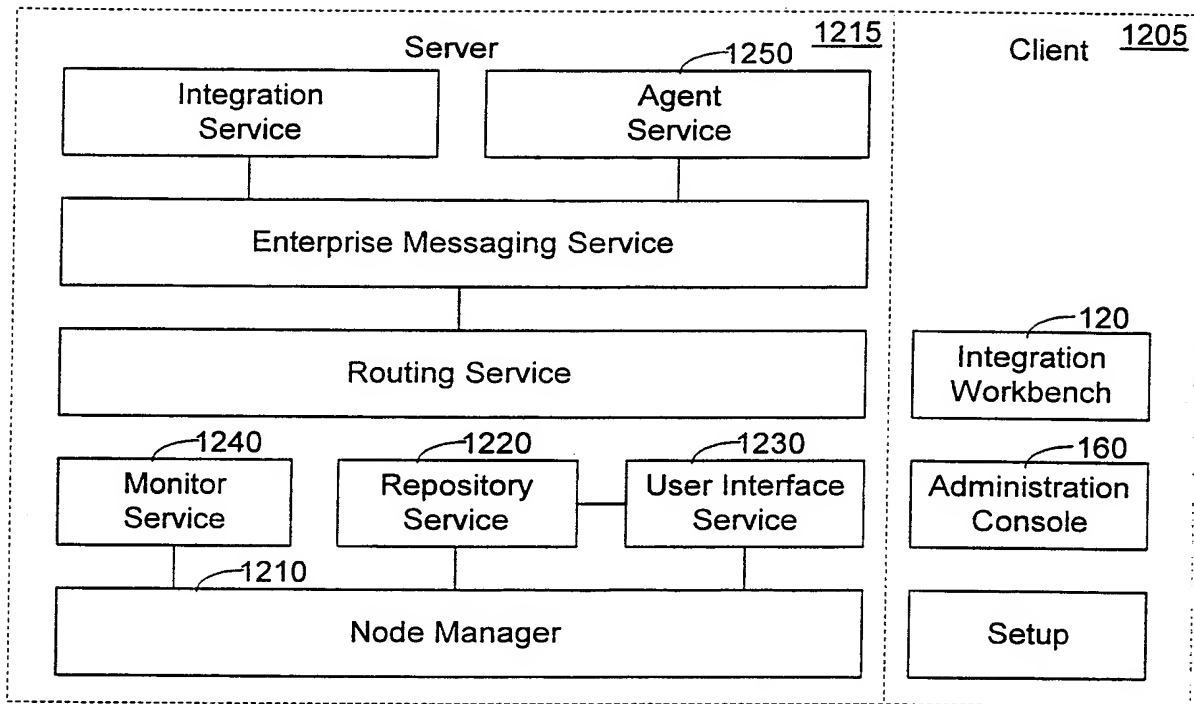 Server
1215
Client
1205
1250
Integration
Service
Agent
Service
Enterprise Messaging Service
Routing Service
120
Integration
Workbench
1240
Monitor
Service
1220
Repository
Service
1230
User Interface
Service
160
Administration
Console
1210
Node Manager
Setup